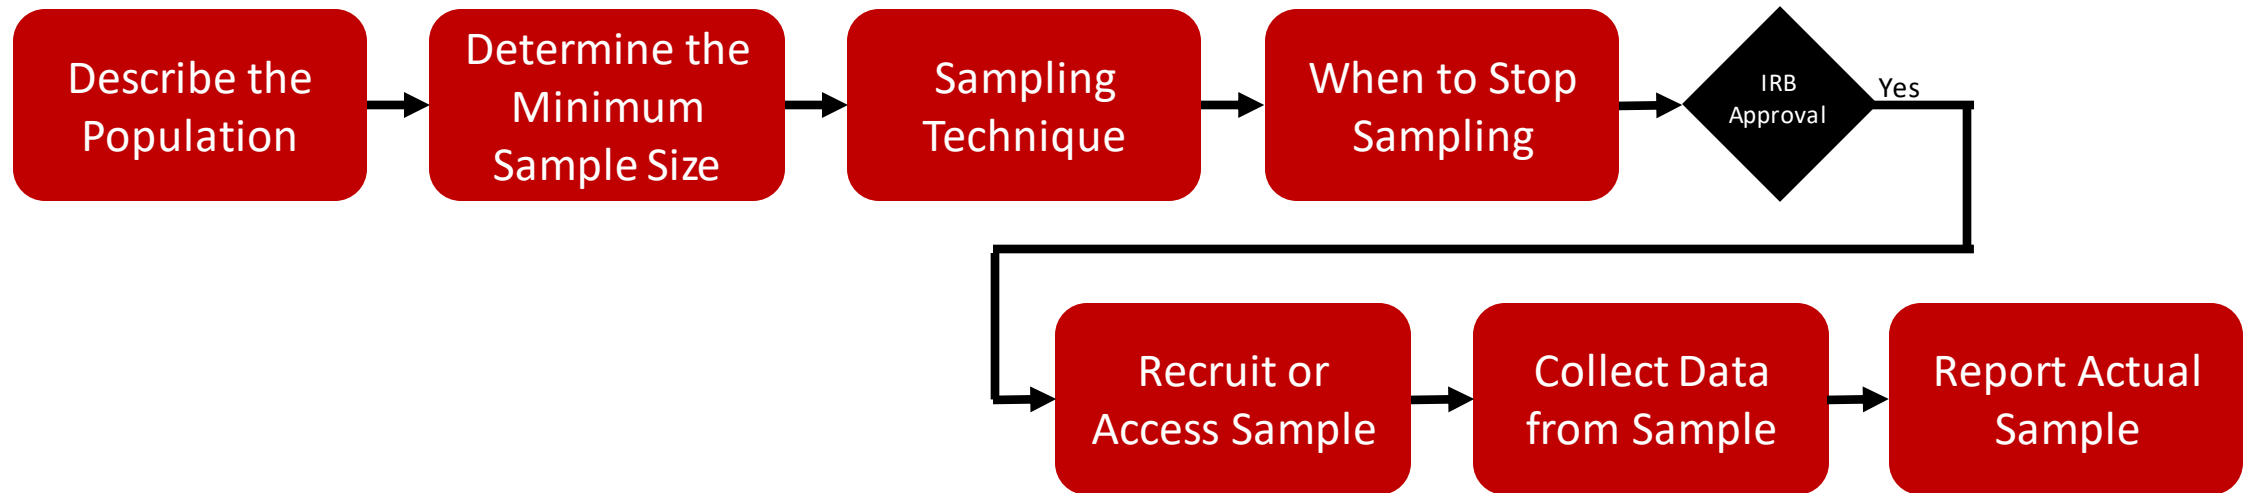 Describe the
Population
Determine the
Minimum
Sample Size
Sampling
Technique
When to Stop
Sampling
IRB
Approval
Yes
Recruit or
Access Sample
Collect Data
from Sample
Report Actual
Sample